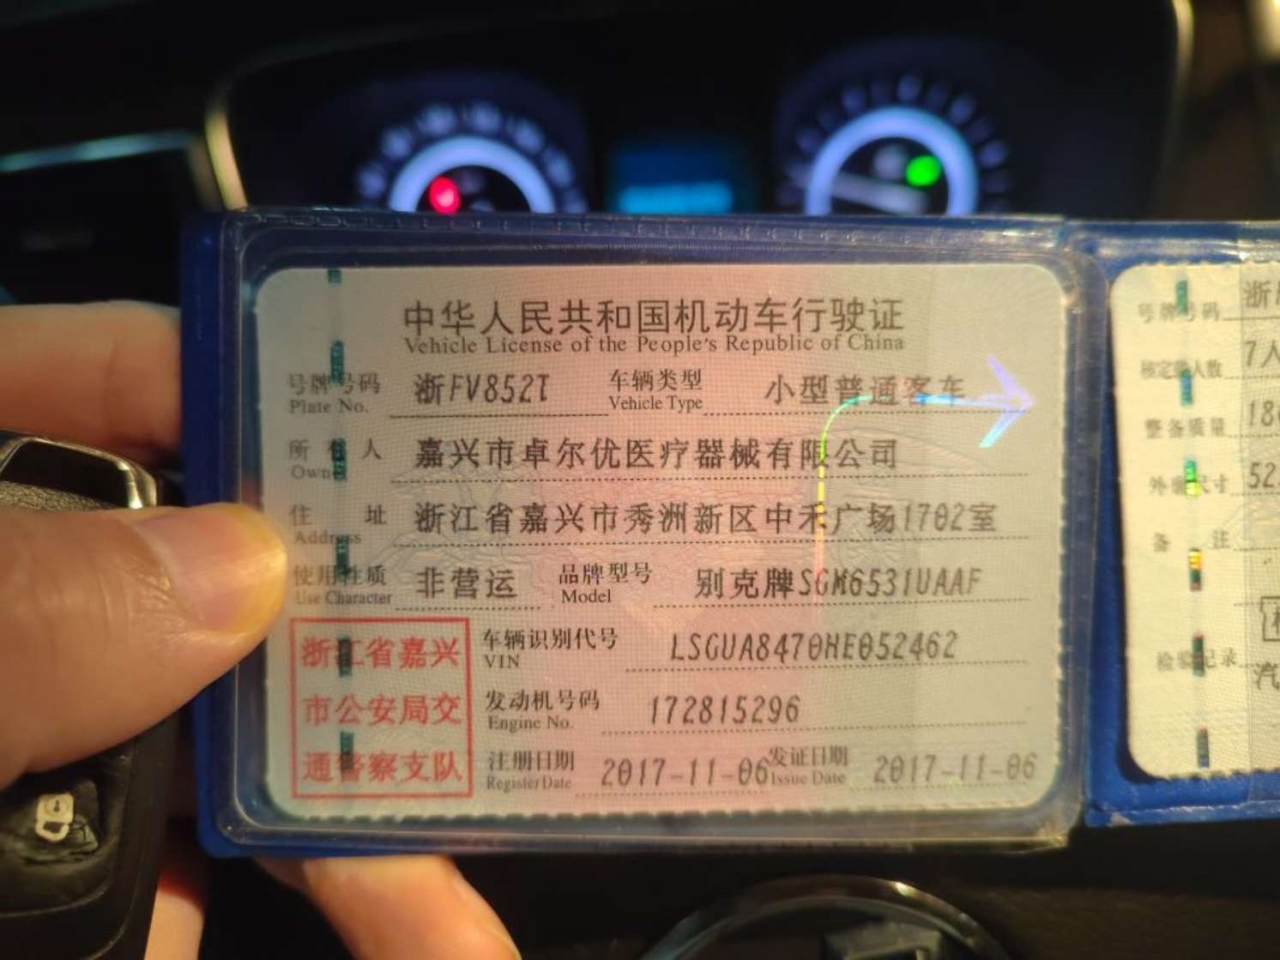 中华人民共和国机动车行驶证
Vehicle License of the People's Republic of China
号牌号码 浙FV852T 车辆类型 小型普通客车
Plate No. Vehicle Type
所有人 嘉兴市卓尔优医疗器械有限公司
Owner
住址 浙江省嘉兴市秀洲新区中禾广场1702室
Address
使用性质 非营运 品牌型号 别克牌SGM6531UAAF
Use Character Model
浙江省嘉兴
市公安局交
通警察支队
车辆识别代号 LSGUA8470HE052462
VIN
发动机号码 172815296
Engine No.
注册日期 2017-11-06 发证日期 2017-11-06
Register Date Issue Date
号牌号码 浙
核定载人数 7人
整备质量 18
外廓尺寸 52
备注
检验记录